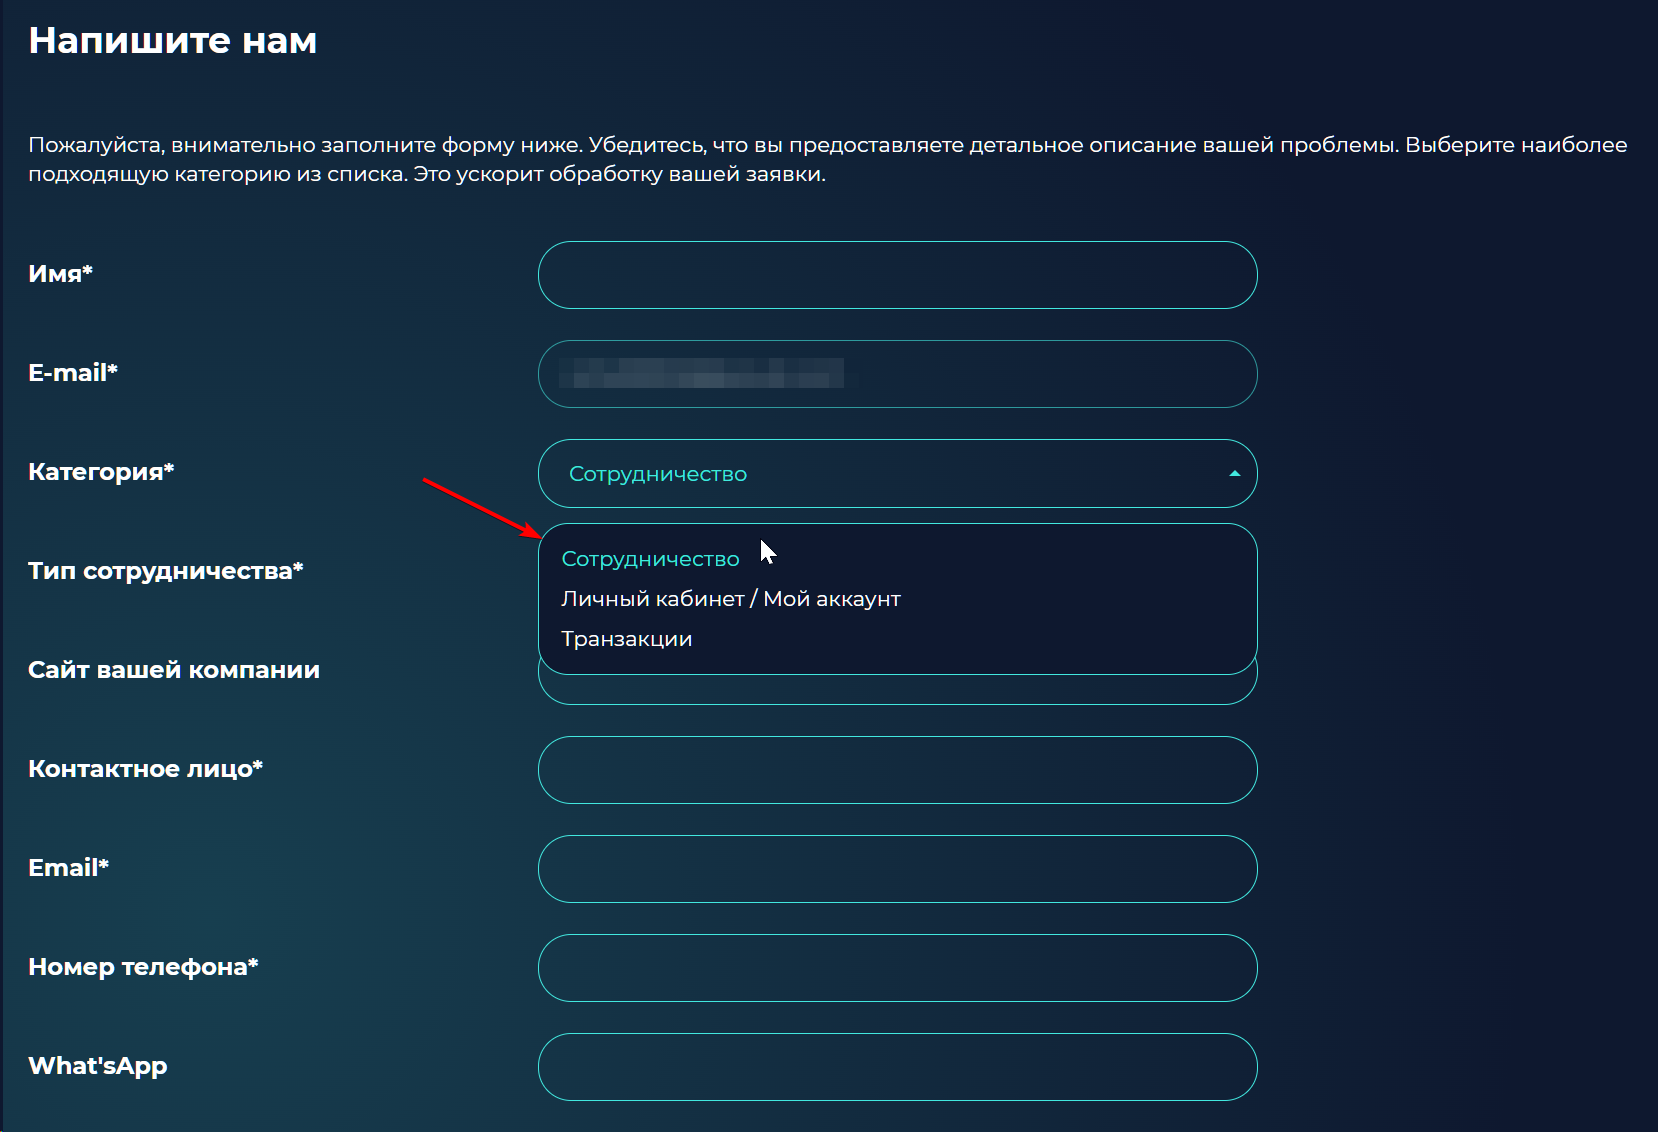 Напишите нам
Пожалуйста, внимательно заполните форму ниже. Убедитесь, что вы предоставляете детальное описание вашей проблемы. Выберите наиболее
подходящую категорию из списка. Это ускорит обработку вашей заявки.
Имя*
E-mail*
Категория*
Сотрудничество
Сотрудничество
Личный кабинет / Мой аккаунт
Транзакции
Тип сотрудничества*
Сайт вашей компании
Контактное лицо*
Email*
Номер телефона*
What'sApp